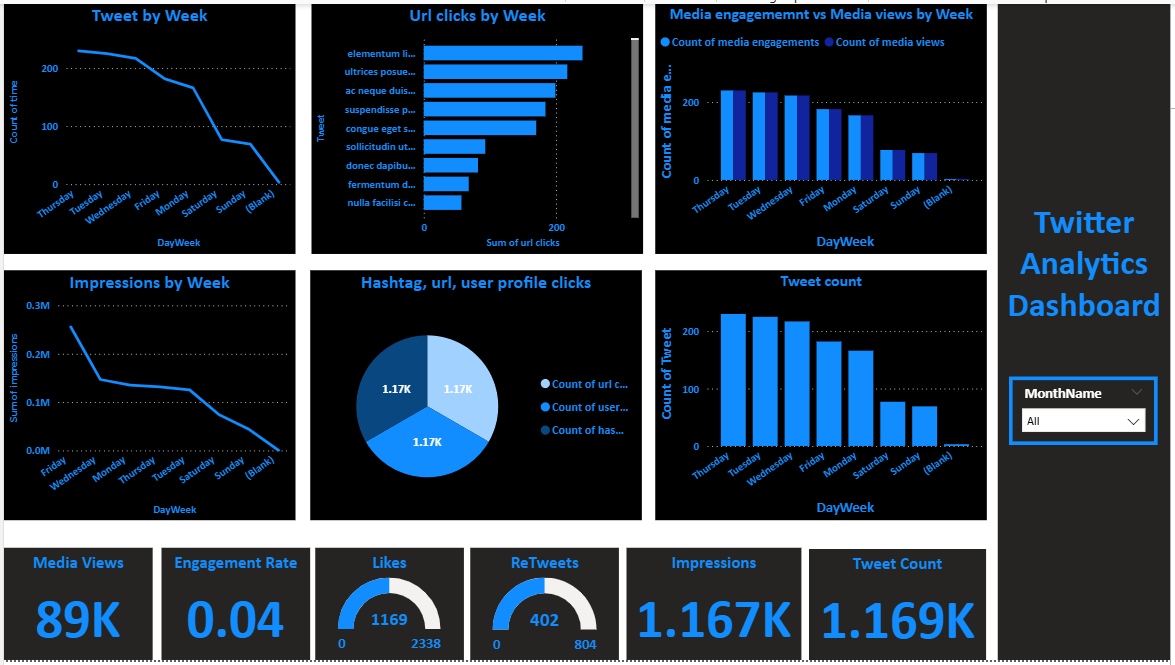 Tweet by Week
Count of time
200
100
0
Thursday
Tuesday
Wednesday
Friday
Monday
Saturday
Sunday
(Blank)
DayWeek
Url clicks by Week
Tweet
elementum li...
ultrices posue...
ac neque duis...
suspendisse p...
congue eget s...
sollicitudin ut...
donec dapibu...
fermentum d...
nulla facilisi c...
0
200
Sum of url clicks
Media engagememnt vs Media views by Week
Count of media engagements
Count of media views
Count of media e...
200
0
Thursday
Tuesday
Wednesday
Friday
Monday
Saturday
Sunday
(Blank)
DayWeek
Twitter
Analytics
Dashboard
MonthName
All
Impressions by Week
Sum of impressions
0.3M
0.2M
0.1M
0.0M
Friday
Wednesday
Monday
Thursday
Tuesday
Saturday
Sunday
(Blank)
DayWeek
Hashtag, url, user profile clicks
1.17K
1.17K
1.17K
Count of url c...
Count of user...
Count of has...
Tweet count
Count of Tweet
200
100
0
Thursday
Tuesday
Wednesday
Friday
Monday
Saturday
Sunday
(Blank)
DayWeek
Media Views
89K
Engagement Rate
0.04
Likes
1169
0
2338
ReTweets
402
0
804
Impressions
1.167K
Tweet Count
1.169K